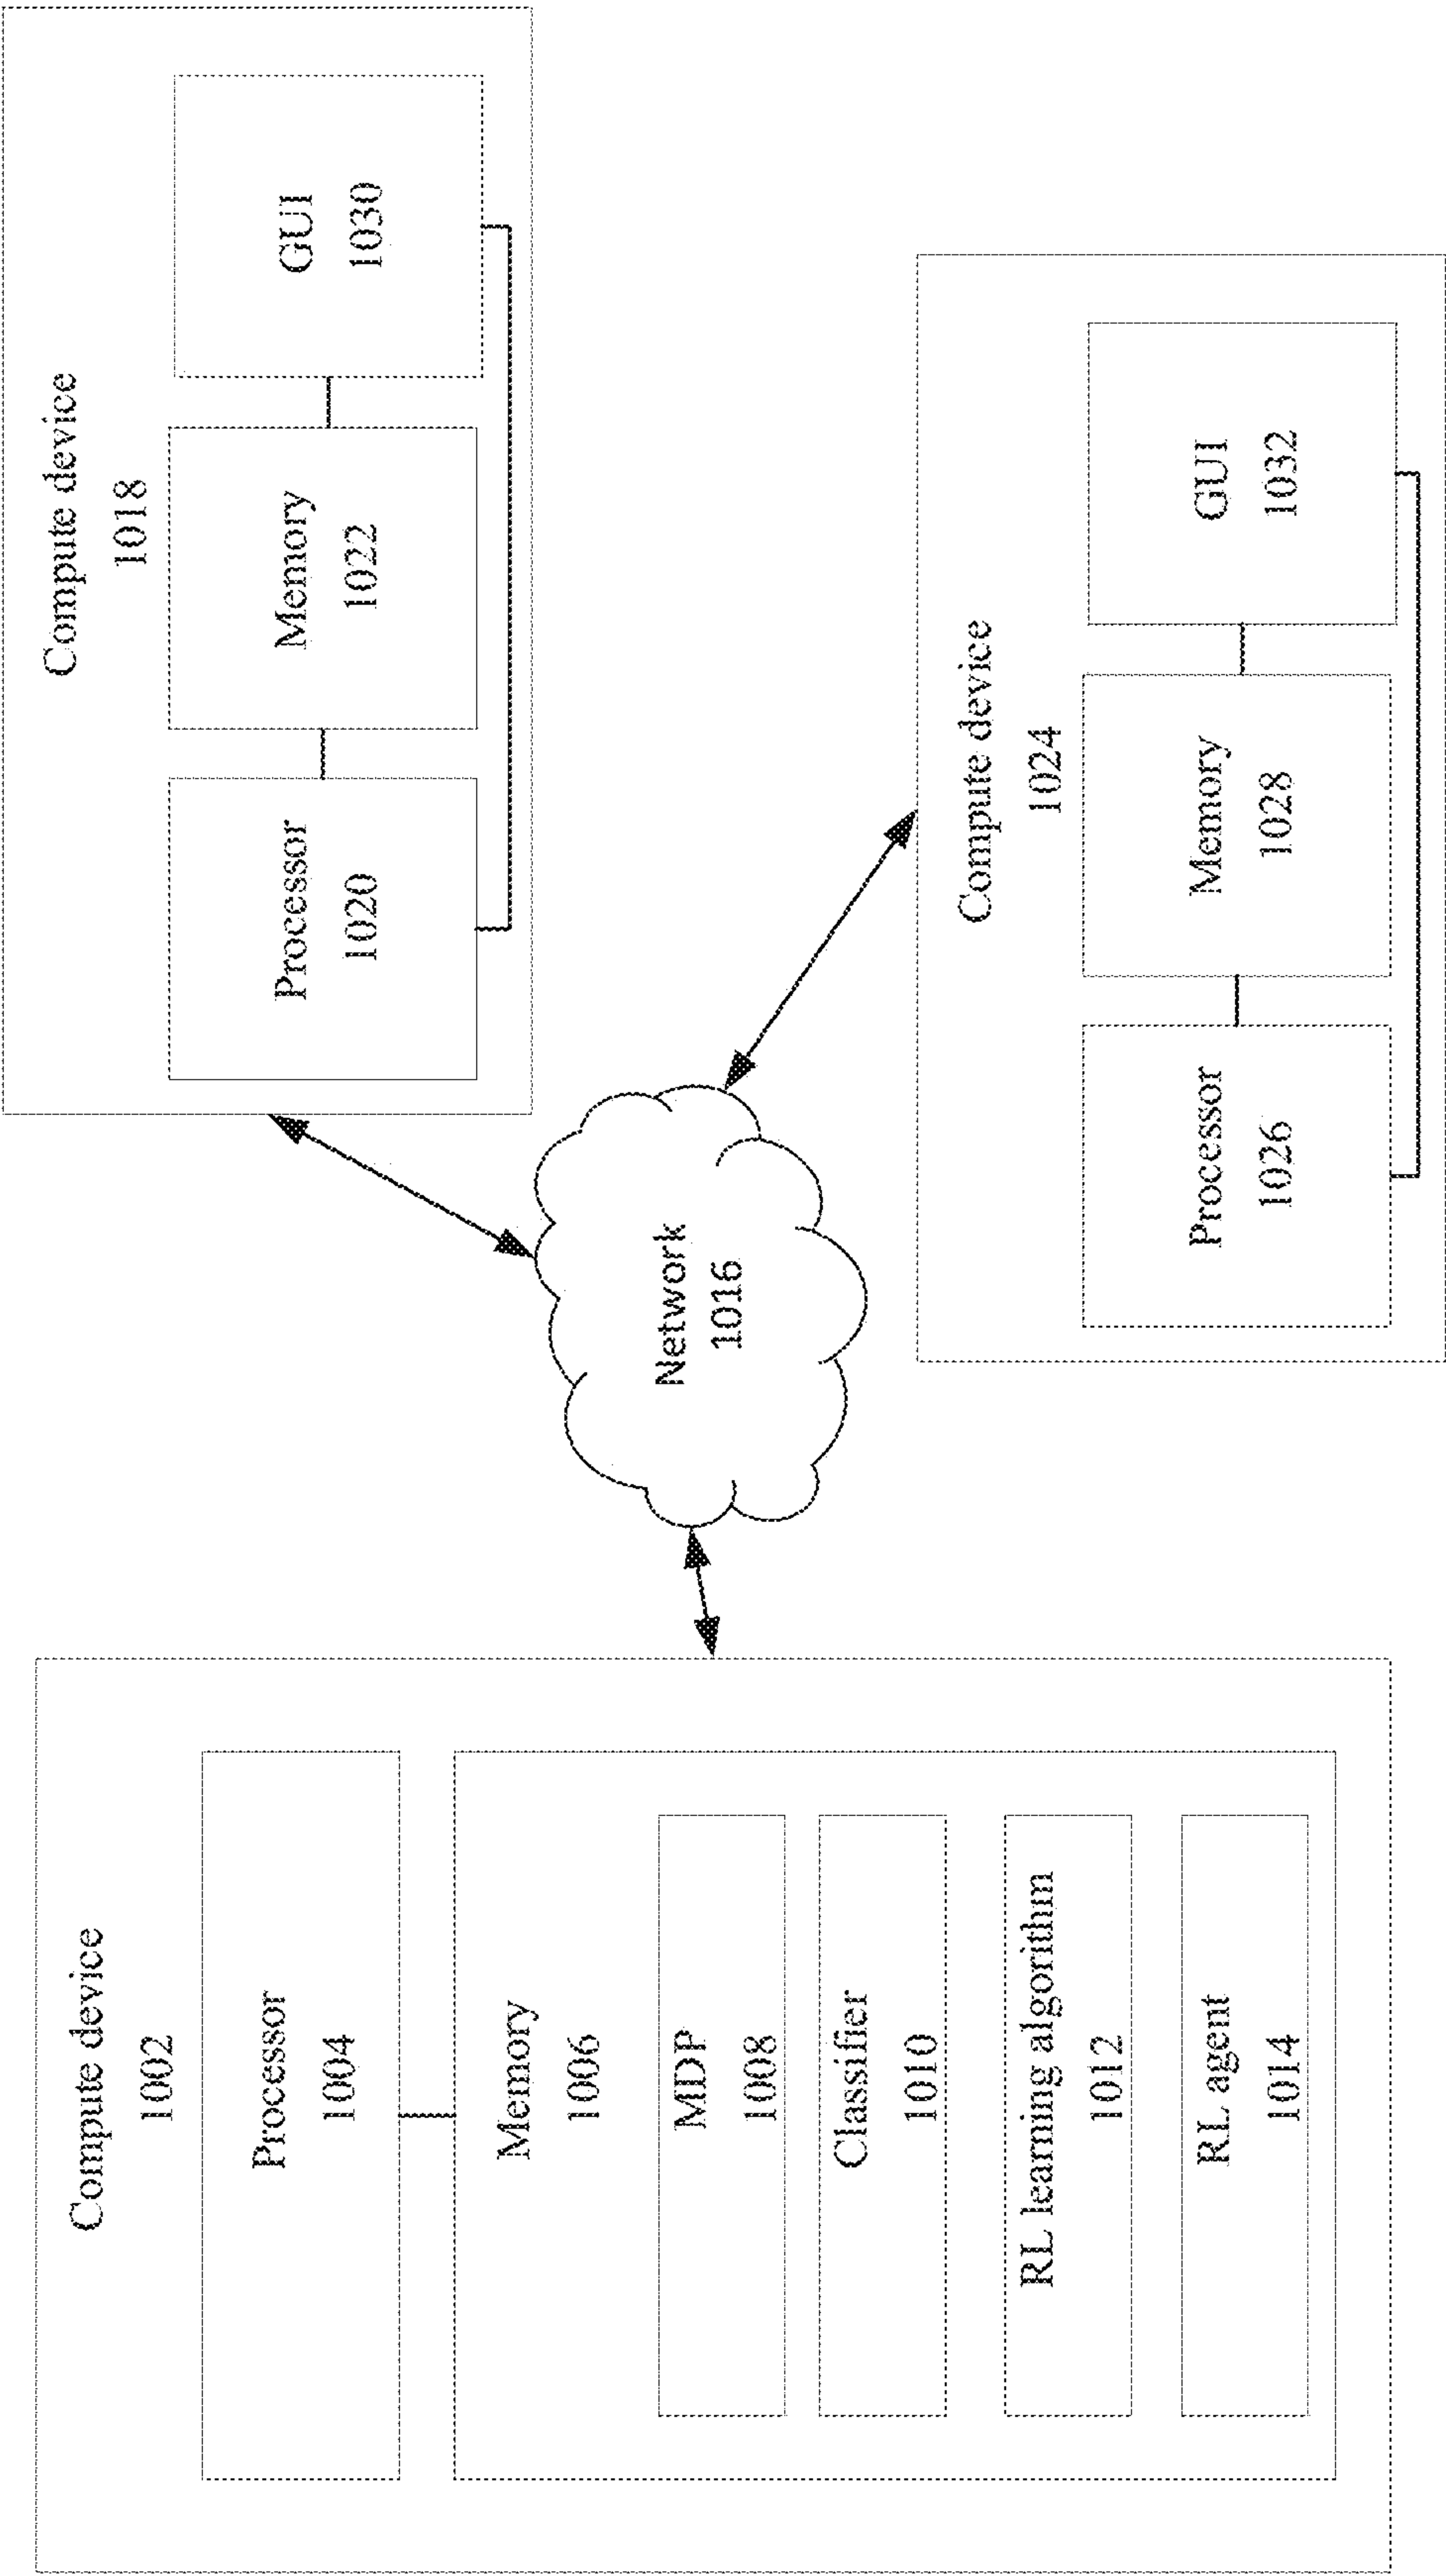 Compute device
1002
Processor
1004
Memory
1006
MDP
1008
Classifier
1010
RL learning algorithm
1012
RL agent
1014
Network
1016
Compute device
1018
Processor
1020
Memory
1022
GUI
1030
Compute device
1024
Processor
1026
Memory
1028
GUI
1032